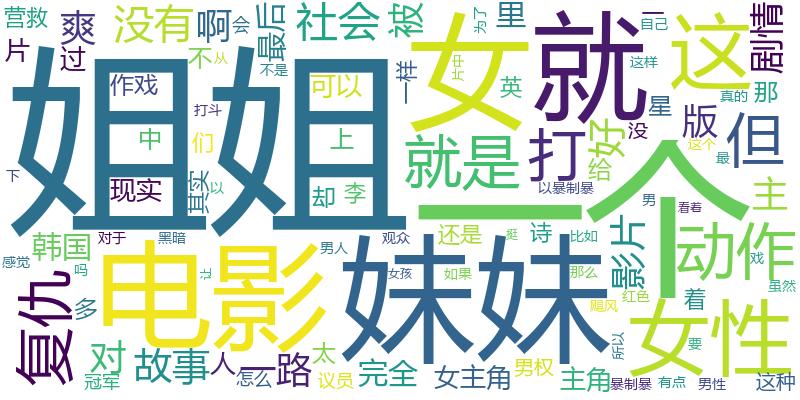 营救
爽
没有
啊
会
最后
社会
被
为了
里
一
自己
剧情
片
过
不
从
不是
一样
片中
英
就
这样
这
真的
那
姐姐
作戏
可以
女
打斗
中
们
上
就是
打
好
没
星
版
但
这个
最
下
现实
其实
以
却
李
给
以暴制暴
一个
男
看着
主
韩国
对于
黑暗
男人
观众
还是
挺
诗
比如
影片
动作
戏
感觉
吗
电影
让
妹妹
女孩
如果
那么
着
虽然
复仇
多
飓风
红色
女性
对
故事
人
一路
太
完全
所以
要
冠军
怎么
议员
女主角
男权
主角
暴制暴
有点
男性
这种